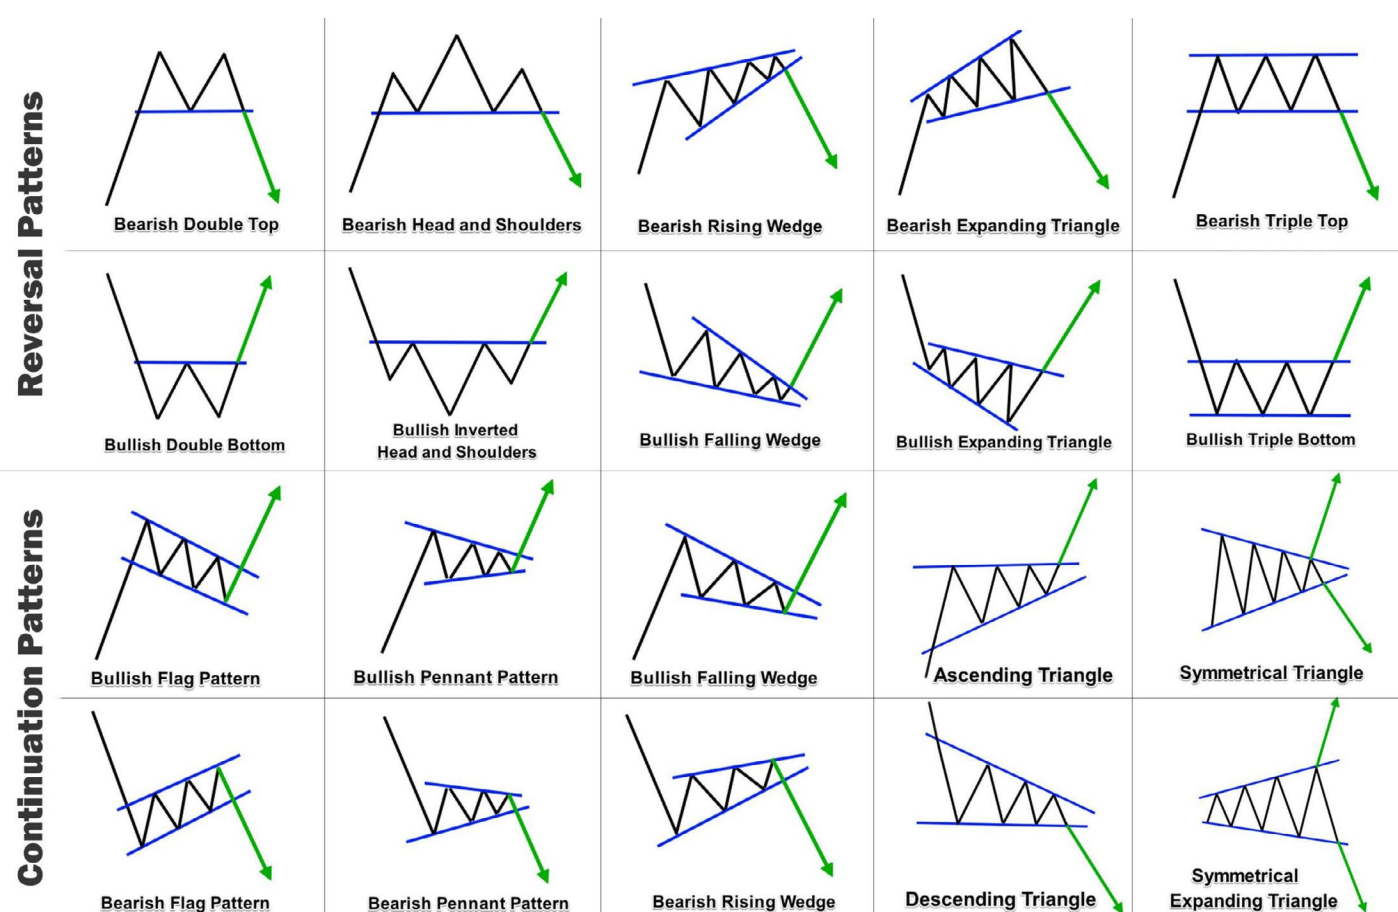 Reversal Patterns
Bearish Double Top
Bearish Head and Shoulders
Bearish Rising Wedge
Bearish Expanding Triangle
Bearish Triple Top
Bullish Double Bottom
Bullish Inverted
Head and Shoulders
Bullish Falling Wedge
Bullish Expanding Triangle
Bullish Triple Bottom
Continuation Patterns
Bullish Flag Pattern
Bullish Pennant Pattern
Bullish Falling Wedge
Ascending Triangle
Symmetrical Triangle
Bearish Flag Pattern
Bearish Pennant Pattern
Bearish Rising Wedge
Descending Triangle
Symmetrical
Expanding Triangle